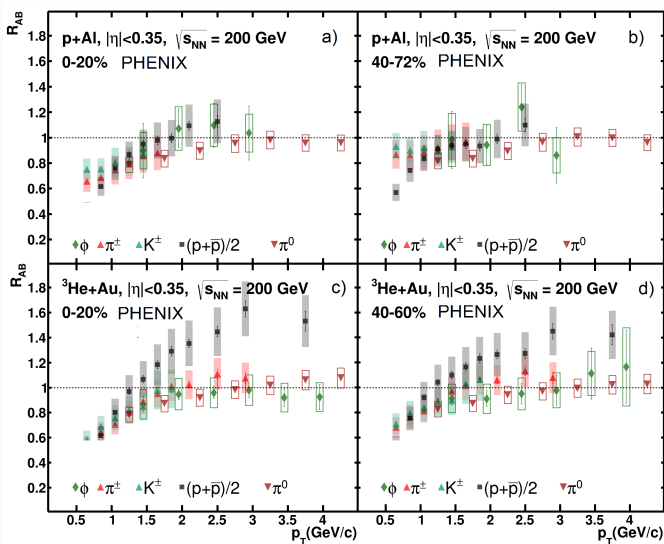 R_AB
p+Al, |η|<0.35, √s_NN = 200 GeV a)
0-20% PHENIX
1.8
1.6
1.4
1.2
1
0.8
0.6
0.4
0.2
ϕ π± K± (p+p̅)/2 π⁰
p+Al, |η|<0.35, √s_NN = 200 GeV b)
40-72% PHENIX
ϕ π± K± (p+p̅)/2 π⁰
R_AB
³He+Au, |η|<0.35, √s_NN = 200 GeV c)
0-20% PHENIX
1.8
1.6
1.4
1.2
1
0.8
0.6
0.4
0.2
ϕ π± K± (p+p̅)/2 π⁰
³He+Au, |η|<0.35, √s_NN = 200 GeV d)
40-60% PHENIX
ϕ π± K± (p+p̅)/2 π⁰
0.5 1 1.5 2 2.5 3 3.5 4
p_T(GeV/c)
0.5 1 1.5 2 2.5 3 3.5 4
p_T(GeV/c)